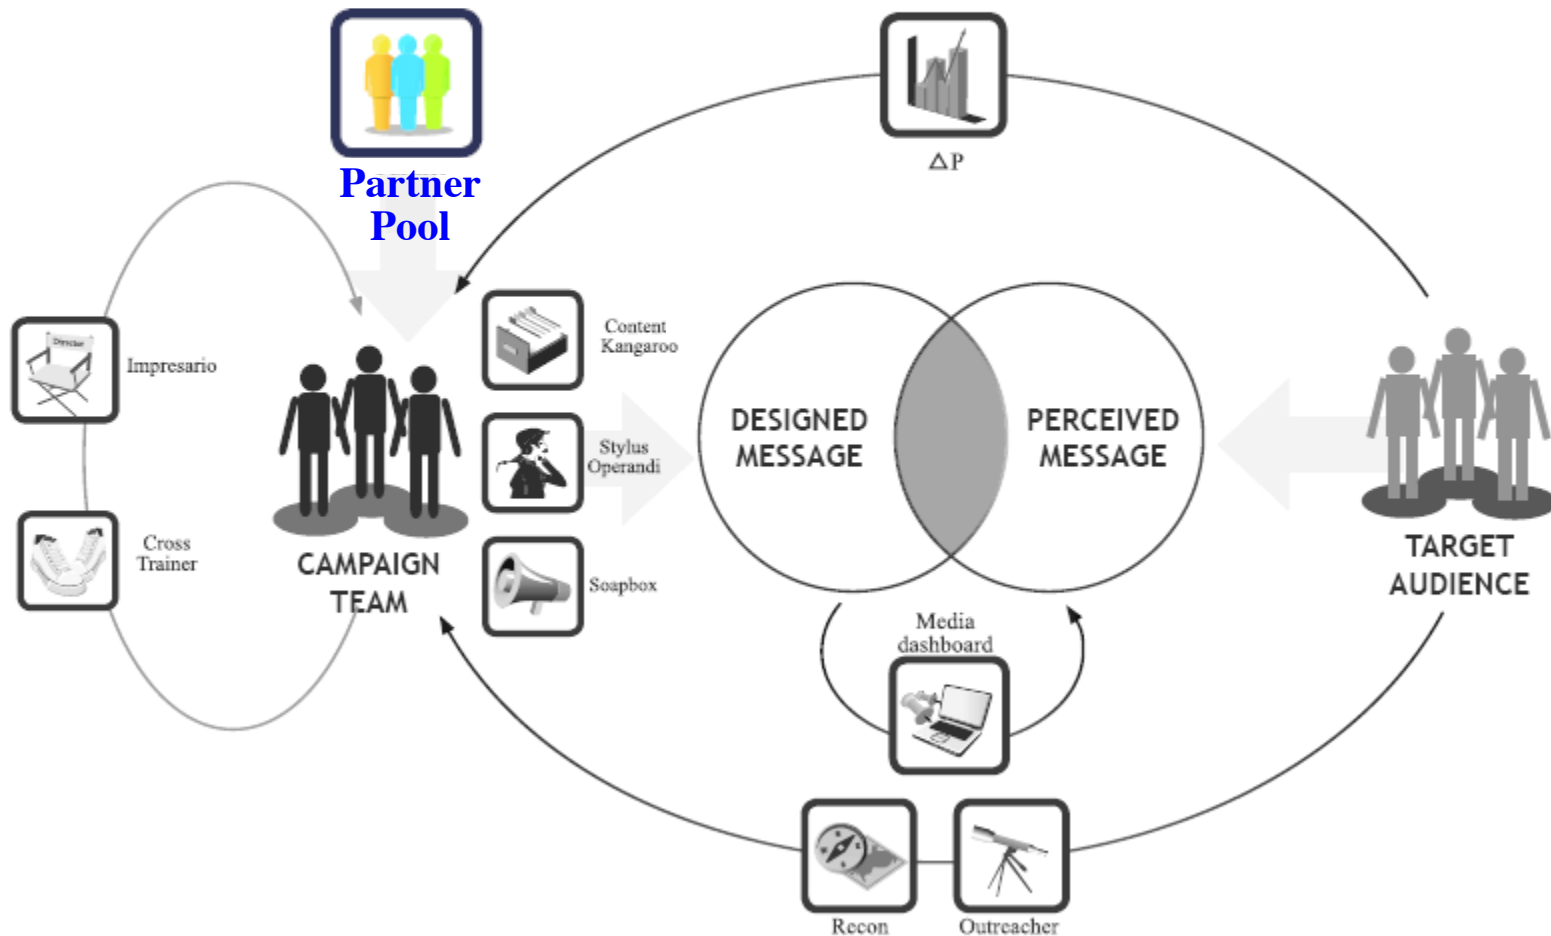 Partner
Pool
△P
Director
Impresario
Content
Kangaroo
Stylus
Operandi
Soapbox
Cross
Trainer
CAMPAIGN
TEAM
DESIGNED
MESSAGE
PERCEIVED
MESSAGE
TARGET
AUDIENCE
Media
dashboard
Recon
Outreacher